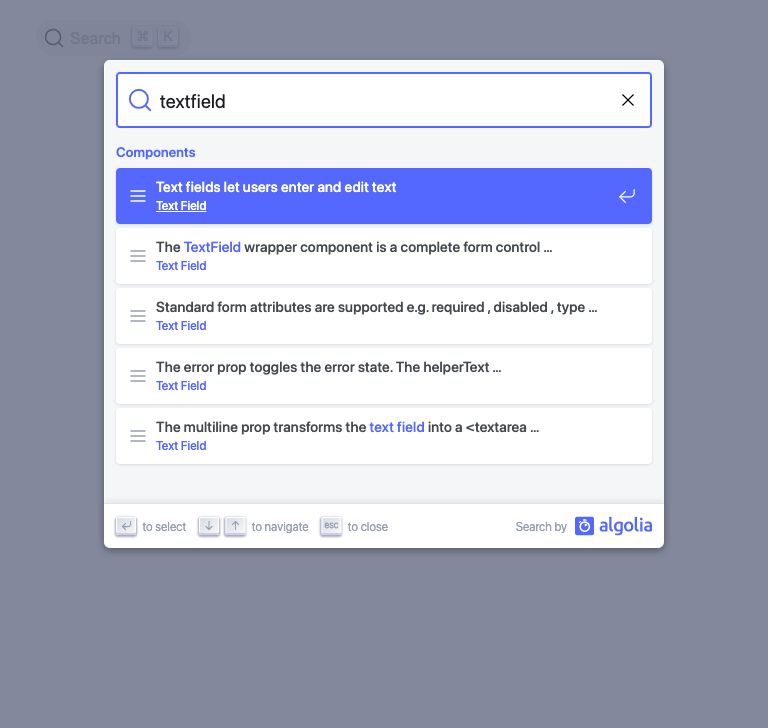 Search ⌘ K
textfield
Components
Text fields let users enter and edit text
Text Field
The TextField wrapper component is a complete form control ...
Text Field
Standard form attributes are supported e.g. required , disabled , type ...
Text Field
The error prop toggles the error state. The helperText ...
Text Field
The multiline prop transforms the text field into a <textarea ...
Text Field
to select to navigate esc to close Search by algolia